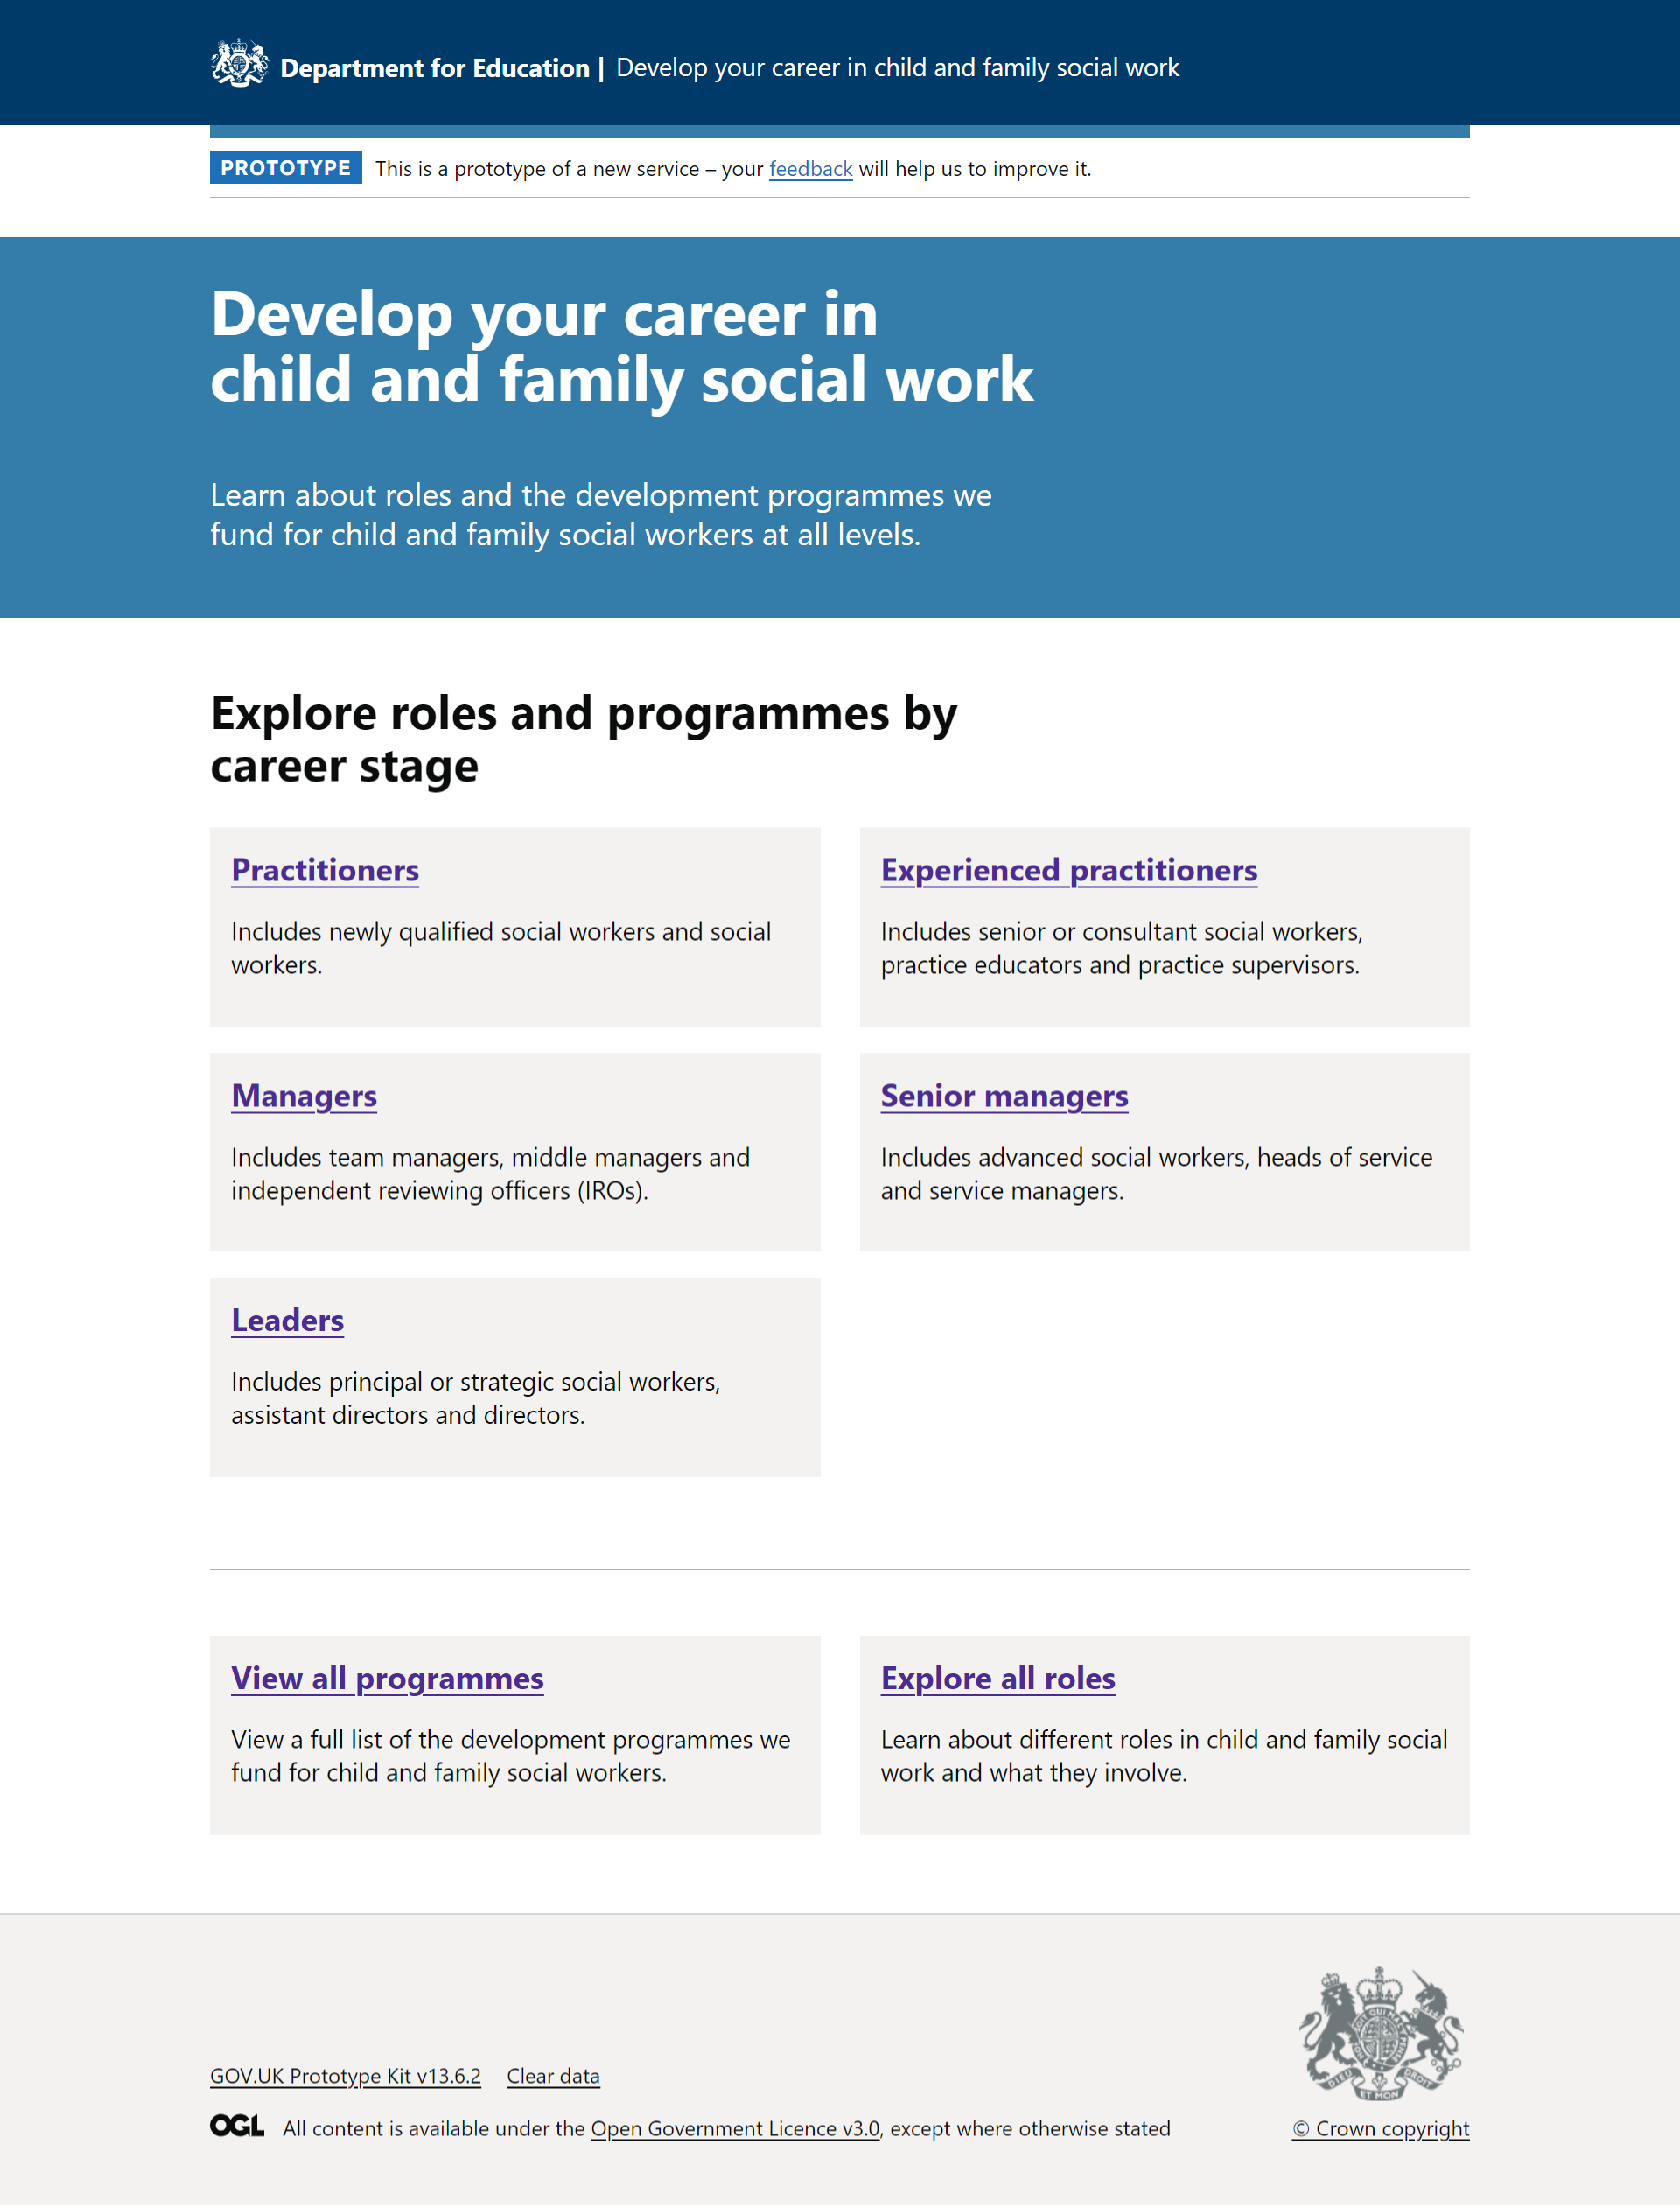 Department for Education | Develop your career in child and family social work
PROTOTYPE This is a prototype of a new service – your feedback will help us to improve it.
Develop your career in
child and family social work
Learn about roles and the development programmes we
fund for child and family social workers at all levels.
Explore roles and programmes by
career stage
Practitioners
Includes newly qualified social workers and social
workers.
Experienced practitioners
Includes senior or consultant social workers,
practice educators and practice supervisors.
Managers
Includes team managers, middle managers and
independent reviewing officers (IROs).
Senior managers
Includes advanced social workers, heads of service
and service managers.
Leaders
Includes principal or strategic social workers,
assistant directors and directors.
View all programmes
View a full list of the development programmes we
fund for child and family social workers.
Explore all roles
Learn about different roles in child and family social
work and what they involve.
GOV.UK Prototype Kit v13.6.2 Clear data
OGL All content is available under the Open Government Licence v3.0, except where otherwise stated
DIEU ET MON DROIT
© Crown copyright